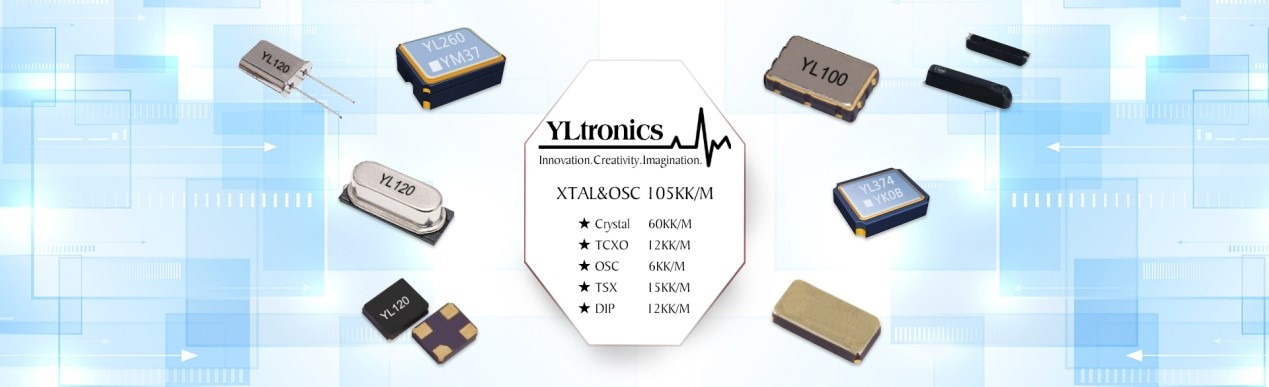 YL120
YL260
YM37
YL100
YL120
YL374
YK0B
YL120
YLtronics
Innovation.Creativity.Imagination.
XTAL&OSC 105KK/M
★ Crystal 60KK/M
★ TCXO 12KK/M
★ OSC 6KK/M
★ TSX 15KK/M
★ DIP 12KK/M